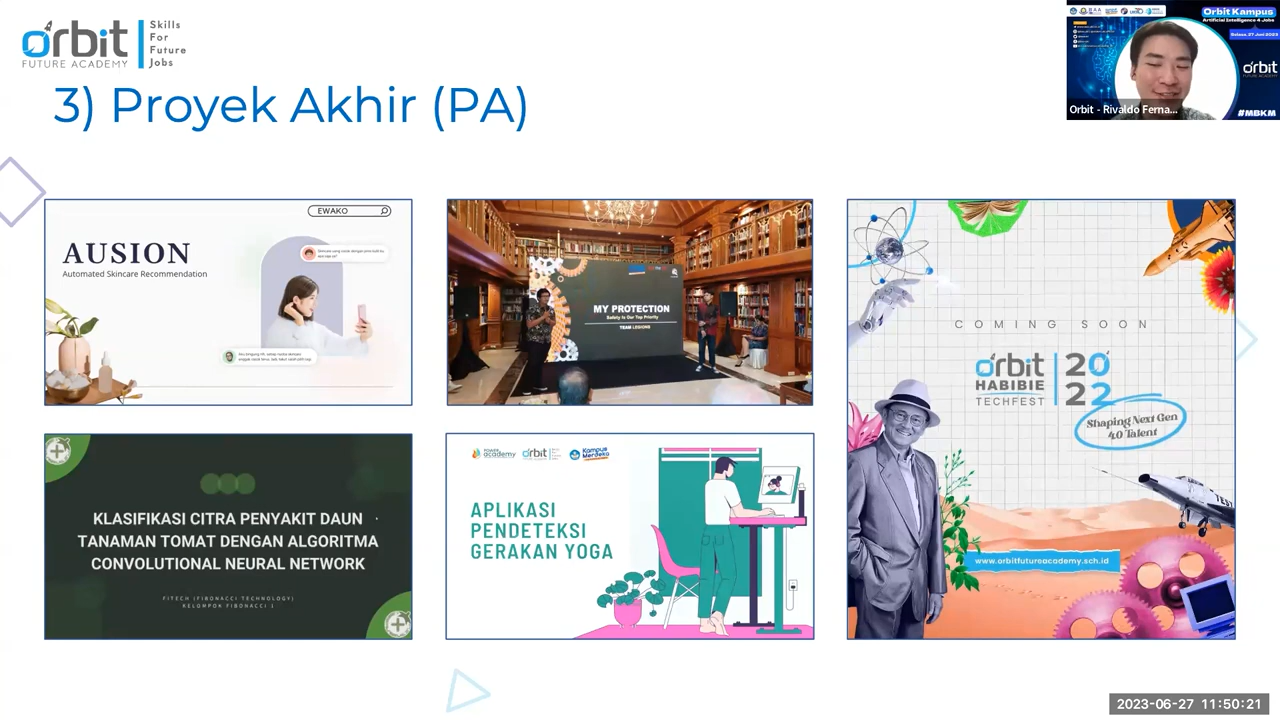 orbit
FUTURE ACADEMY
Skills
For
Future
Jobs
3) Proyek Akhir (PA)
Orbit Kampus
Artificial Intelligence 4 Jobs
Selasa, 27 Juni 2023
orbit
#MBKM
Orbit - Rivaldo Ferna...
EWAKO
AUSION
Automated Skincare Recommendation
MY PROTECTION
Safety is Our Top Priority
TEAM LEGIONS
COMING SOON
orbit
HABIBIE
TECHFEST
2022
Shaping Next Gen
4.0 Talent
TEST
www.orbitfutureacademy.sch.id
KLASIFIKASI CITRA PENYAKIT DAUN
TANAMAN TOMAT DENGAN ALGORITMA
CONVOLUTIONAL NEURAL NETWORK
FITECH (FIBONACCI TECHNOLOGY)
KELOMPOK FIBONACCI 1
academy
orbit
Kampus
Merdeka
APLIKASI
PENDETEKSI
GERAKAN YOGA
2023-06-27 11:50:21